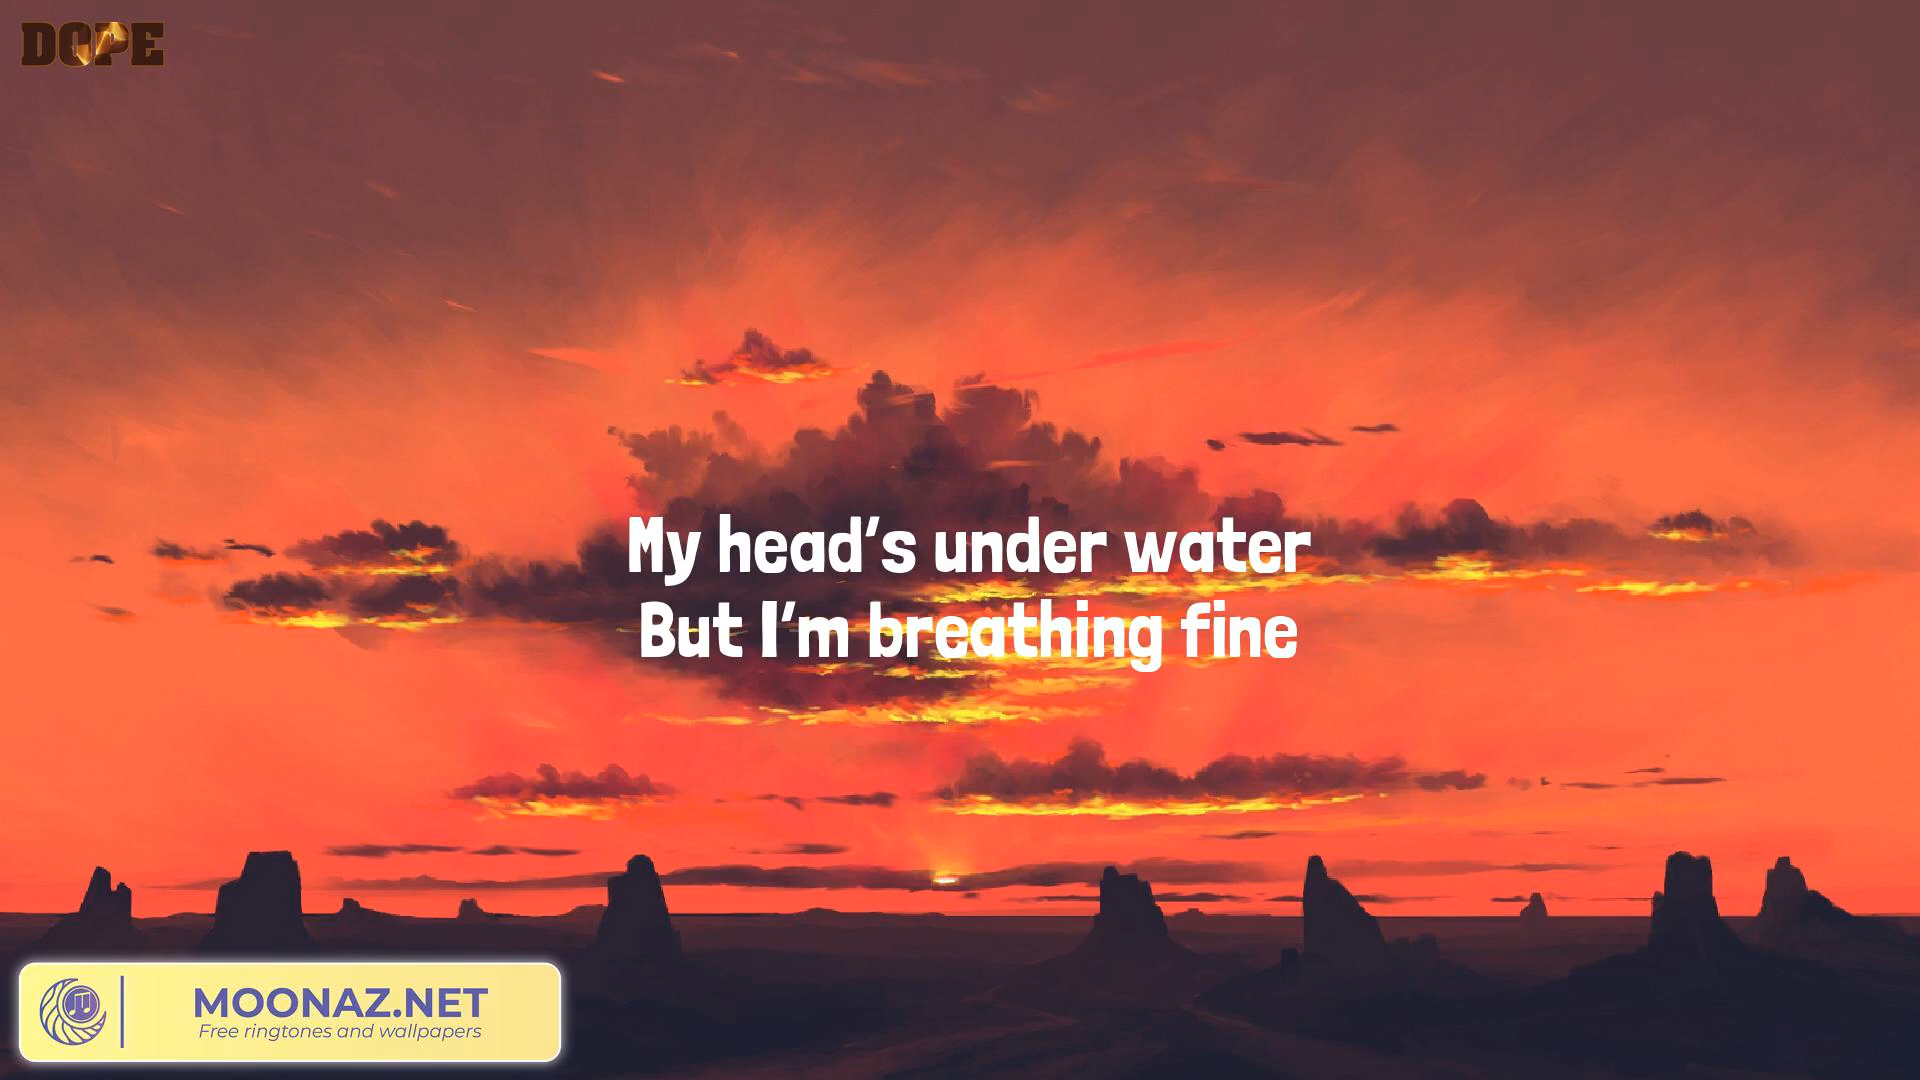 DOPE
My head's under water
But I'm breathing fine
MOONAZ.NET
Free ringtones and wallpapers